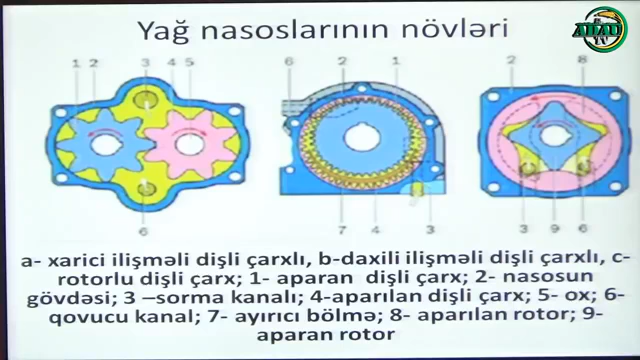 Yağ nasoslarının növləri
ADAU
TV
1 2 3 4 5 6 2 1 2 8
6 7 4 3 3 9 6
a- xarici ilişməli dişli çarxlı, b-daxili ilişməli dişli çarxlı, c-
rotorlu dişli çarx; 1- aparan dişli çarx; 2- nasosun
gövdəsi; 3 –sorma kanalı; 4-aparılan dişli çarx; 5- ox; 6-
qovucu kanal; 7- ayırıcı bölmə; 8- aparılan rotor; 9-
aparan rotor